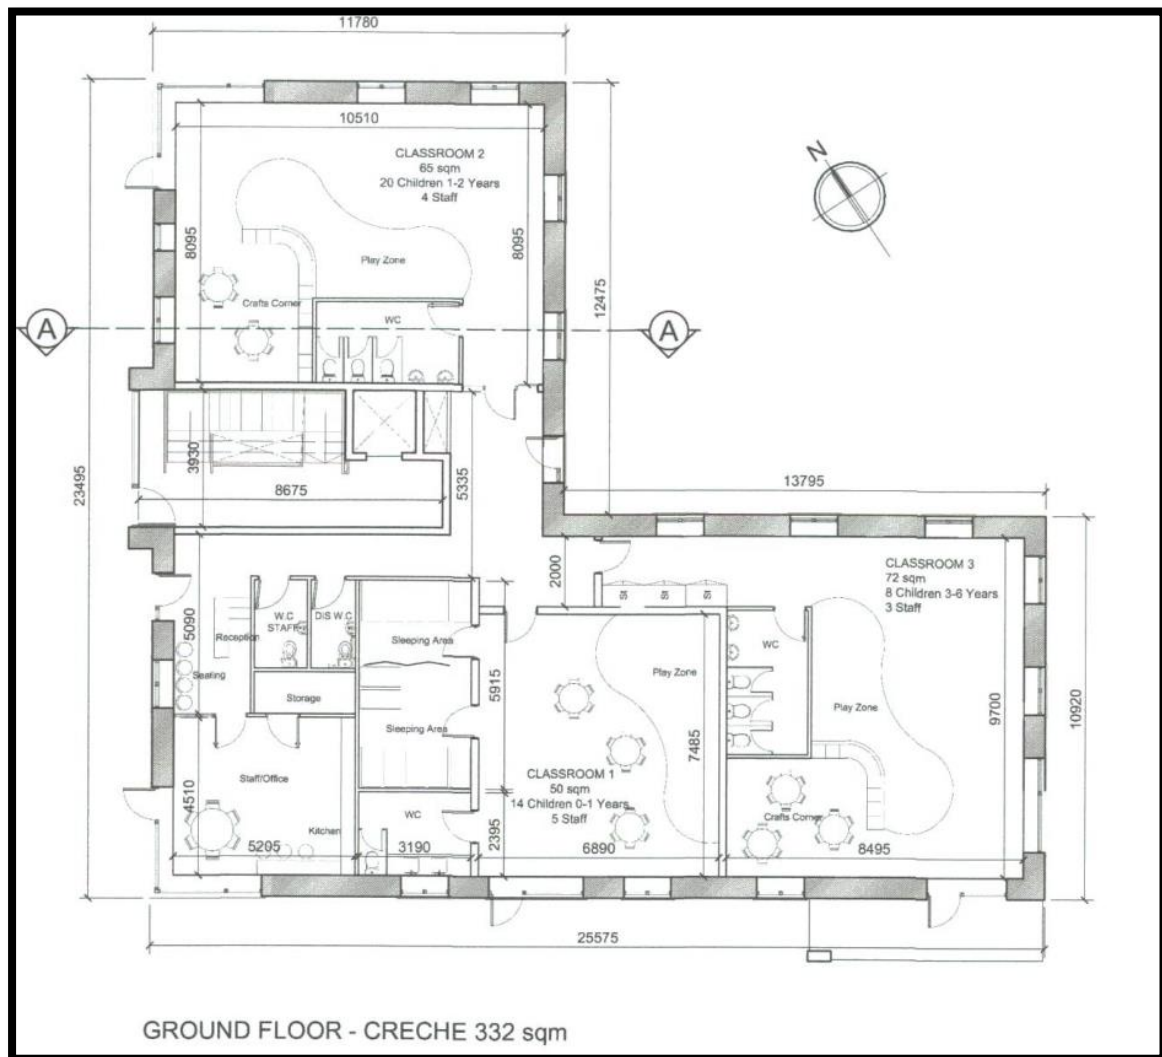 11780
10510
CLASSROOM 2
65 sqm
20 Children 1-2 Years
4 Staff
N
8095
8095
Play Zone
12475
Crafts Corner
WC
A
A
23495
3930
8675
5335
13795
2000
CLASSROOM 3
72 sqm
8 Children 3-6 Years
3 Staff
St
St
St
W.C
STAFF
DIS W.C
5090
Reception
Sleeping Area
WC
Seating
Storage
5915
Play Zone
Play Zone
9700
10920
Sleeping Area
7485
Staff/Office
CLASSROOM 1
50 sqm
14 Children 0-1 Years
5 Staff
4510
WC
Kitchen
2395
Crafts Corner
5205
3190
6890
8495
25575
GROUND FLOOR - CRECHE 332 sqm